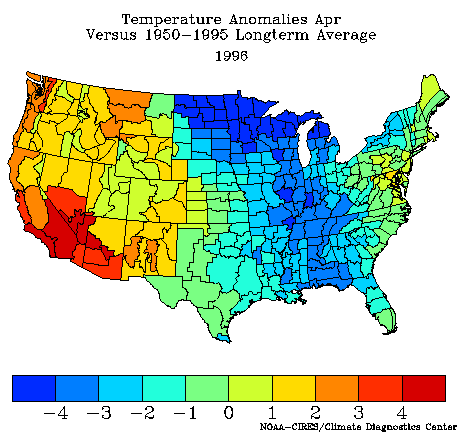 Temperature Anomalies Apr
Versus 1950-1995 Longterm Average
1996
-4 -3 -2 -1 0 1 2 3 4
NOAA-CIRES/Climate Diagnostics Center